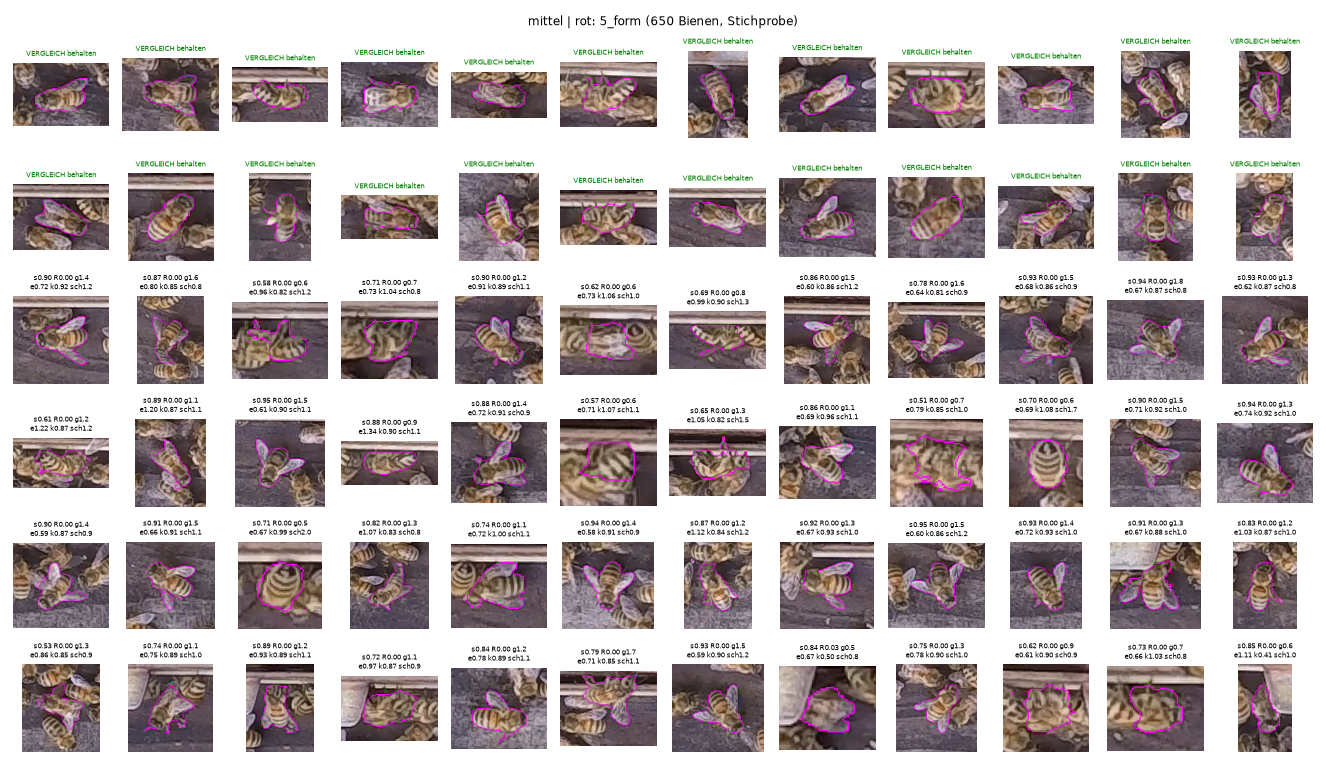 mittel | rot: 5_form (650 Bienen, Stichprobe)
VERGLEICH behalten VERGLEICH behalten VERGLEICH behalten VERGLEICH behalten VERGLEICH behalten VERGLEICH behalten VERGLEICH behalten VERGLEICH behalten VERGLEICH behalten VERGLEICH behalten VERGLEICH behalten VERGLEICH behalten
VERGLEICH behalten VERGLEICH behalten VERGLEICH behalten VERGLEICH behalten VERGLEICH behalten VERGLEICH behalten VERGLEICH behalten VERGLEICH behalten VERGLEICH behalten VERGLEICH behalten VERGLEICH behalten VERGLEICH behalten
s0.90 R0.00 g1.4
e0.72 k0.92 sch1.2
s0.87 R0.00 g1.6
e0.80 k0.85 sch0.8
s0.58 R0.00 g0.6
e0.96 k0.82 sch1.2
s0.71 R0.00 g0.7
e0.73 k1.04 sch0.8
s0.90 R0.00 g1.2
e0.91 k0.89 sch1.1
s0.62 R0.00 g0.6
e0.73 k1.06 sch1.0
s0.69 R0.00 g0.8
e0.99 k0.90 sch1.3
s0.86 R0.00 g1.5
e0.60 k0.86 sch1.2
s0.78 R0.00 g1.6
e0.64 k0.81 sch0.9
s0.93 R0.00 g1.5
e0.68 k0.86 sch0.9
s0.94 R0.00 g1.8
e0.67 k0.87 sch0.8
s0.93 R0.00 g1.3
e0.62 k0.87 sch0.8
s0.61 R0.00 g1.2
e1.22 k0.87 sch1.2
s0.89 R0.00 g1.1
e1.20 k0.87 sch1.1
s0.95 R0.00 g1.5
e0.61 k0.90 sch1.1
s0.88 R0.00 g0.9
e1.34 k0.90 sch1.1
s0.88 R0.00 g1.4
e0.72 k0.91 sch0.9
s0.57 R0.00 g0.6
e0.71 k1.07 sch1.1
s0.65 R0.00 g1.3
e1.05 k0.82 sch1.5
s0.86 R0.00 g1.1
e0.69 k0.96 sch1.1
s0.51 R0.00 g0.7
e0.79 k0.85 sch1.0
s0.70 R0.00 g0.6
e0.69 k1.08 sch1.7
s0.90 R0.00 g1.5
e0.71 k0.92 sch1.0
s0.94 R0.00 g1.3
e0.74 k0.92 sch1.0
s0.90 R0.00 g1.4
e0.59 k0.87 sch0.9
s0.91 R0.00 g1.5
e0.66 k0.91 sch1.1
s0.71 R0.00 g0.5
e0.67 k0.99 sch2.0
s0.82 R0.00 g1.3
e1.07 k0.83 sch0.8
s0.74 R0.00 g1.1
e0.72 k1.00 sch1.1
s0.94 R0.00 g1.4
e0.58 k0.91 sch0.9
s0.87 R0.00 g1.2
e1.12 k0.84 sch1.2
s0.92 R0.00 g1.3
e0.67 k0.93 sch1.0
s0.95 R0.00 g1.5
e0.60 k0.86 sch1.2
s0.93 R0.00 g1.4
e0.72 k0.93 sch1.0
s0.91 R0.00 g1.3
e0.67 k0.88 sch1.0
s0.83 R0.00 g1.2
e1.03 k0.87 sch1.0
s0.53 R0.00 g1.3
e0.86 k0.85 sch0.9
s0.74 R0.00 g1.1
e0.75 k0.89 sch1.0
s0.89 R0.00 g1.2
e0.93 k0.89 sch1.1
s0.72 R0.00 g1.1
e0.97 k0.87 sch0.9
s0.84 R0.00 g1.2
e0.78 k0.89 sch1.1
s0.79 R0.00 g1.7
e0.71 k0.85 sch1.1
s0.93 R0.00 g1.5
e0.59 k0.90 sch1.2
s0.84 R0.03 g0.5
e0.67 k0.50 sch0.8
s0.75 R0.00 g1.3
e0.78 k0.90 sch1.0
s0.62 R0.00 g0.9
e0.61 k0.90 sch1.0
s0.73 R0.00 g0.7
e0.66 k1.03 sch0.8
s0.85 R0.00 g0.6
e1.11 k0.41 sch1.0